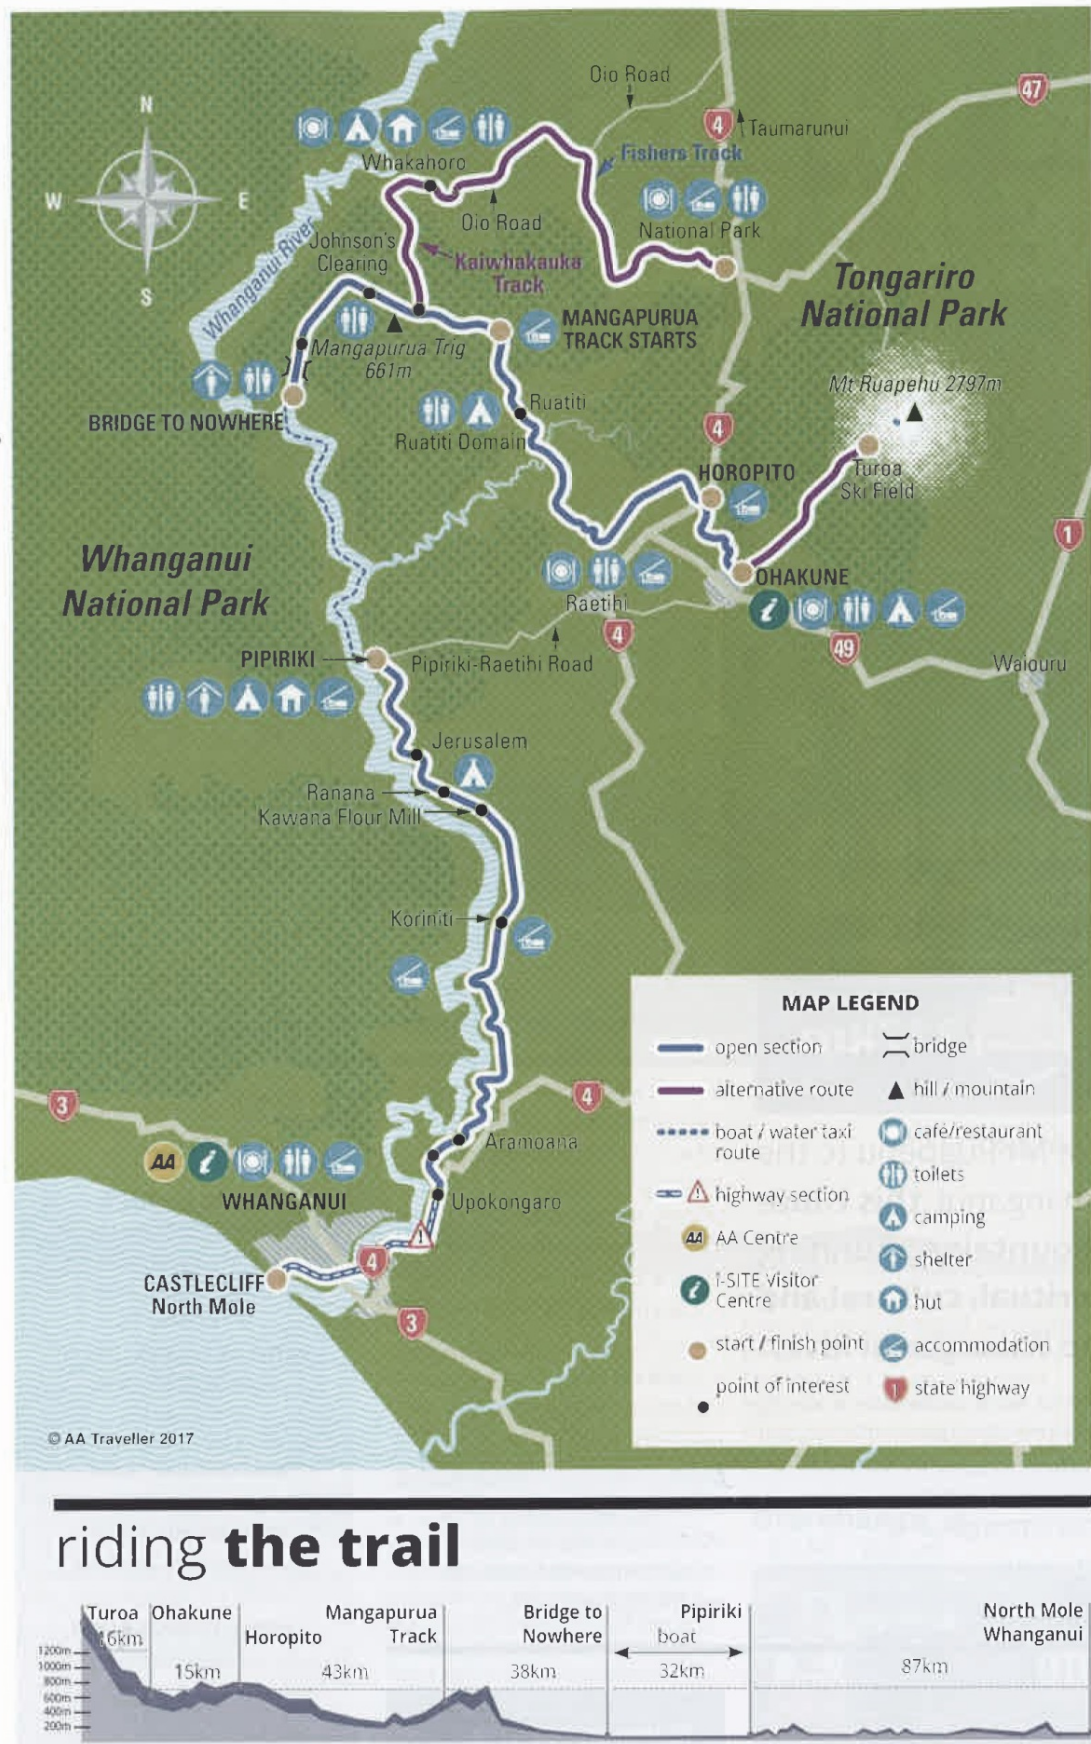 Oio Road
47
4
Taumarunui
N
W
E
S
Fishers Track
Whakahoro
Oio Road
National Park
Whanganui River
Johnson's
Clearing
Kaiwhakauka
Track
Tongariro
National Park
MANGAPURUA
TRACK STARTS
Mangapurua Trig
661m
Mt Ruapehu 2797m
BRIDGE TO NOWHERE
Ruatiti
Ruatiti Domain
4
HOROPITO
Turoa
Ski Field
1
Whanganui
National Park
OHAKUNE
i
Raetihi
4
49
PIPIRIKI
Pipiriki-Raetihi Road
Waiouru
Jerusalem
Ranana
Kawana Flour Mill
Koriniti
MAP LEGEND
open section
bridge
alternative route
hill / mountain
boat / water taxi
route
café/restaurant
toilets
highway section
camping
AA
AA Centre
shelter
i
i-SITE Visitor
Centre
hut
start / finish point
accommodation
point of interest
1
state highway
3
4
Aramoana
AA
i
WHANGANUI
Upokongaro
!
4
CASTLECLIFF
North Mole
3
© AA Traveller 2017
riding the trail
Turoa
16km
Ohakune
15km
Horopito
43km
Mangapurua
Track
38km
Bridge to
Nowhere
Pipiriki
boat
32km
87km
North Mole
Whanganui
1200m
1000m
800m
600m
400m
200m